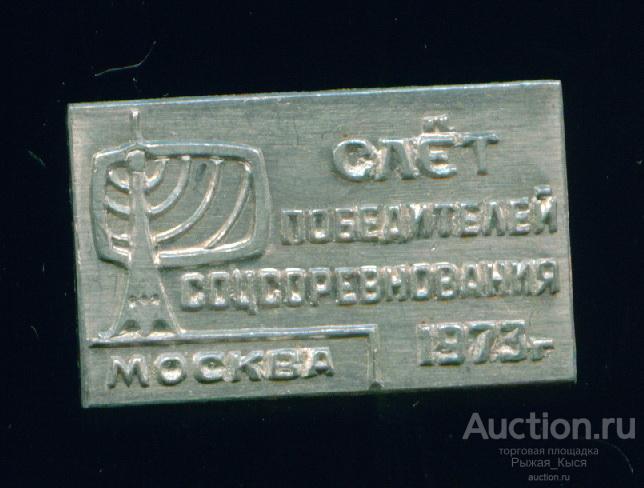 СЛЁТ
ПОБЕДИТЕЛЕЙ
СОЦСОРЕВНОВАНИЯ
МОСКВА 1973г
Auction.ru
торговая площадка
Рыжая_Кыся
auction.ru